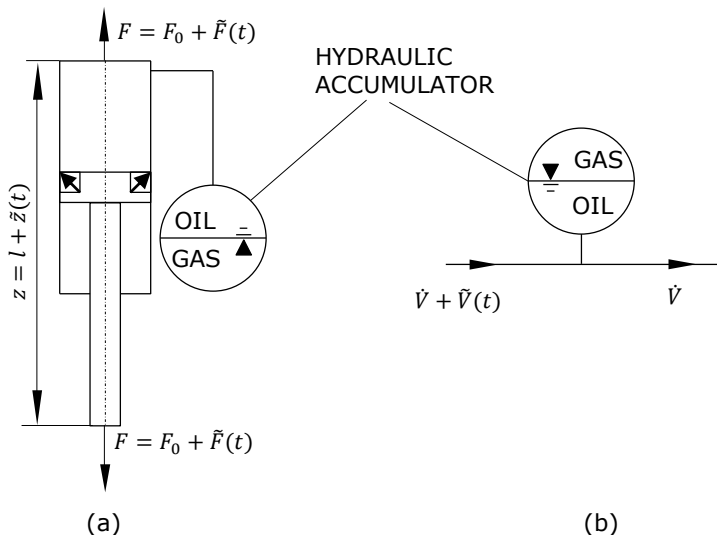 F = F₀ + F̃(t)
HYDRAULIC
ACCUMULATOR
GAS
OIL
OIL
GAS
z = l + z̃(t)
V̇ + Ṽ(t)
V̇
F = F₀ + F̃(t)
(a)
(b)